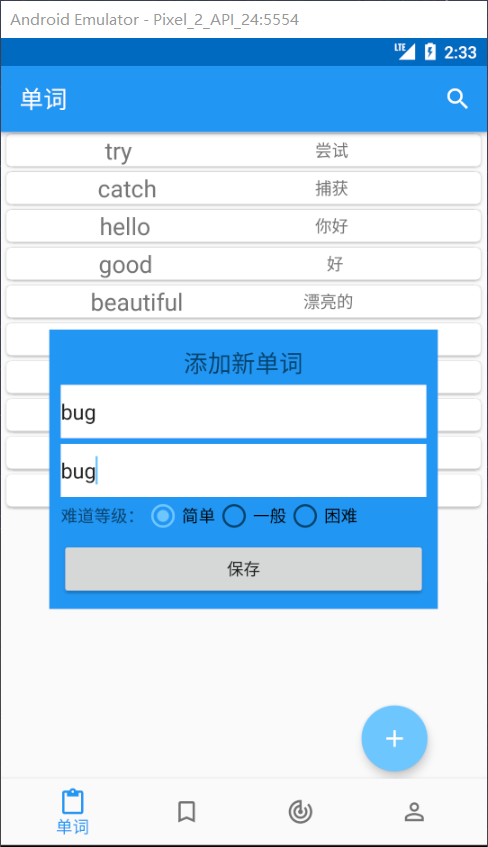 Android Emulator - Pixel_2_API_24:5554
LTE 2:33
单词
try 尝试
catch 捕获
hello 你好
good 好
beautiful 漂亮的
添加新单词
bug
bug
难道等级： 简单 一般 困难
保存
单词